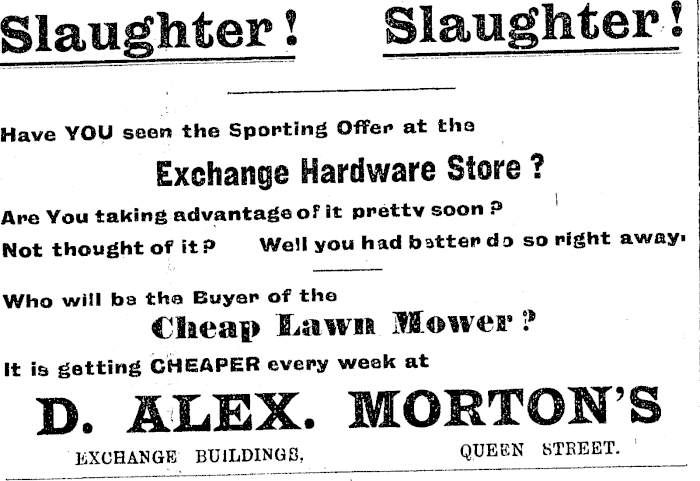 Slaughter! Slaughter!
Have YOU seen the Sporting Offer at the
Exchange Hardware Store?
Are You taking advantage of it pretty soon?
Not thought of it? Well you had better do so right away.
Who will be the Buyer of the
Cheap Lawn Mower?
It is getting CHEAPER every week at
D. ALEX. MORTON'S
EXCHANGE BUILDINGS, QUEEN STREET.